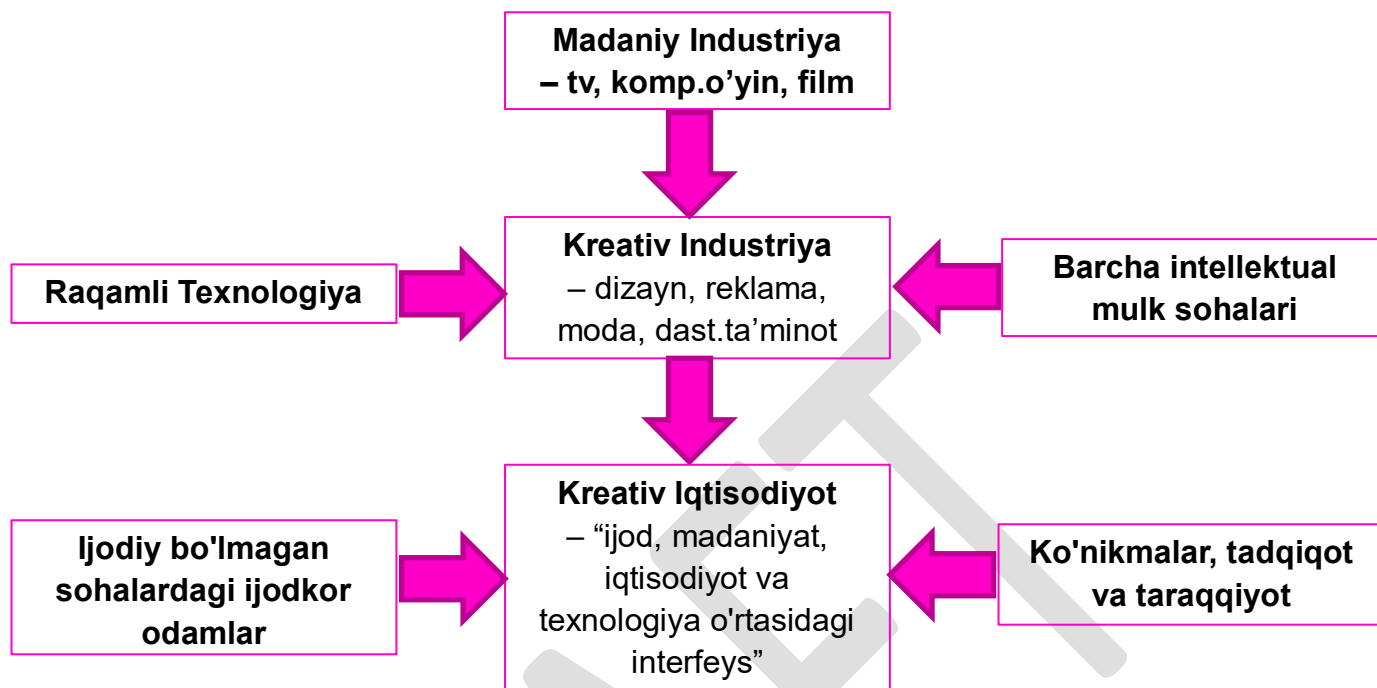 Madaniy Industriya
– tv, komp.o’yin, film
Kreativ Industriya
– dizayn, reklama,
moda, dast.ta’minot
Raqamli Texnologiya
Barcha intellektual
mulk sohalari
Kreativ Iqtisodiyot
– “ijod, madaniyat,
iqtisodiyot va
texnologiya o'rtasidagi
interfeys”
Ijodiy bo'lmagan
sohalardagi ijodkor
odamlar
Ko'nikmalar, tadqiqot
va taraqqiyot